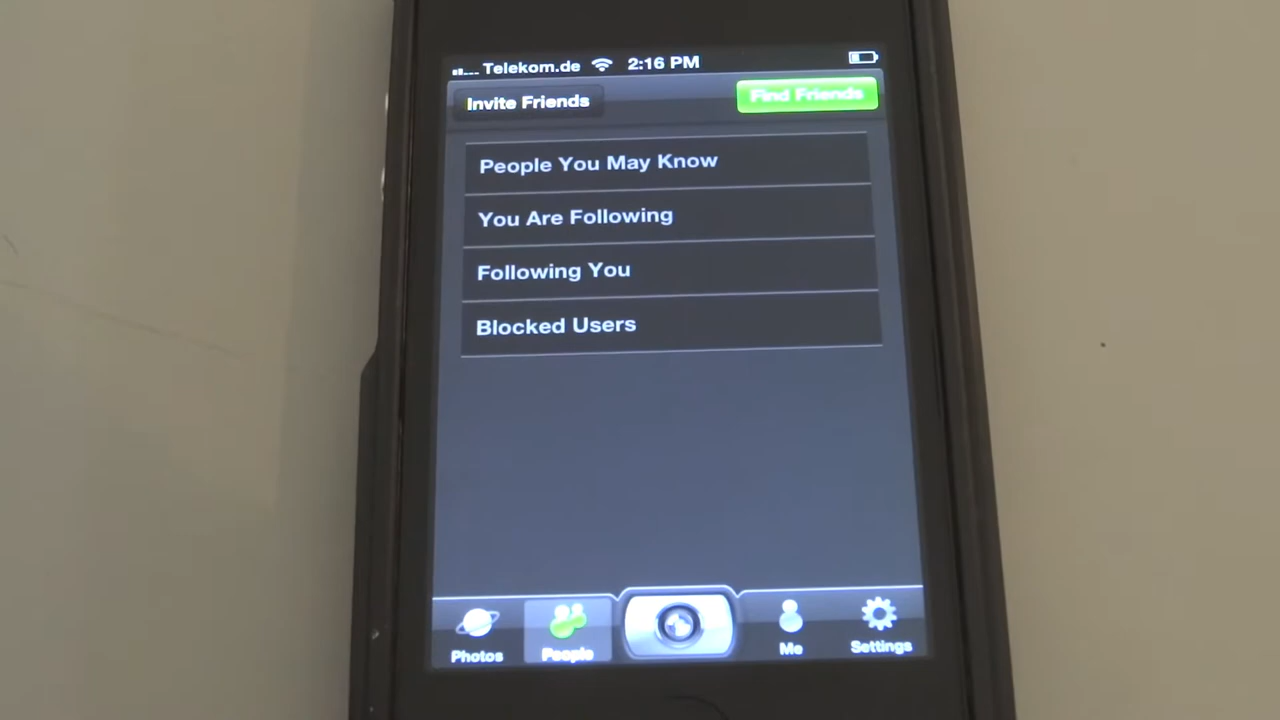 Telekom.de 2:16 PM
Invite Friends
Find Friends
People You May Know
You Are Following
Following You
Blocked Users
Photos
People
Me
Settings